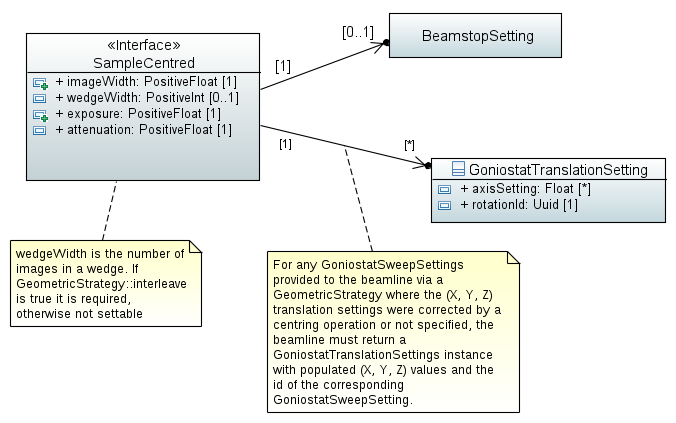 «Interface»
SampleCentred
+ imageWidth: PositiveFloat [1]
+ wedgeWidth: PositiveInt [0..1]
+ exposure: PositiveFloat [1]
+ attenuation: PositiveFloat [1]
[0..1]
[1]
BeamstopSetting
[1]
[*]
GoniostatTranslationSetting
+ axisSetting: Float [*]
+ rotationId: Uuid [1]
wedgeWidth is the number of
images in a wedge. If
GeometricStrategy::interleave
is true it is required,
otherwise not settable
For any GoniostatSweepSettings
provided to the beamline via a
GeometricStrategy where the (X, Y, Z)
translation settings were corrected by a
centring operation or not specified, the
beamline must return a
GoniostatTranslationSettings instance
with populated (X, Y, Z) values and the
id of the corresponding
GoniostatSweepSetting.